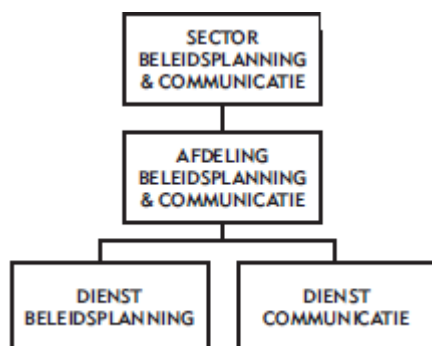 SECTOR
BELEIDSPLANNING
& COMMUNICATIE
AFDELING
BELEIDSPLANNING
& COMMUNICATIE
DIENST
BELEIDSPLANNING
DIENST
COMMUNICATIE